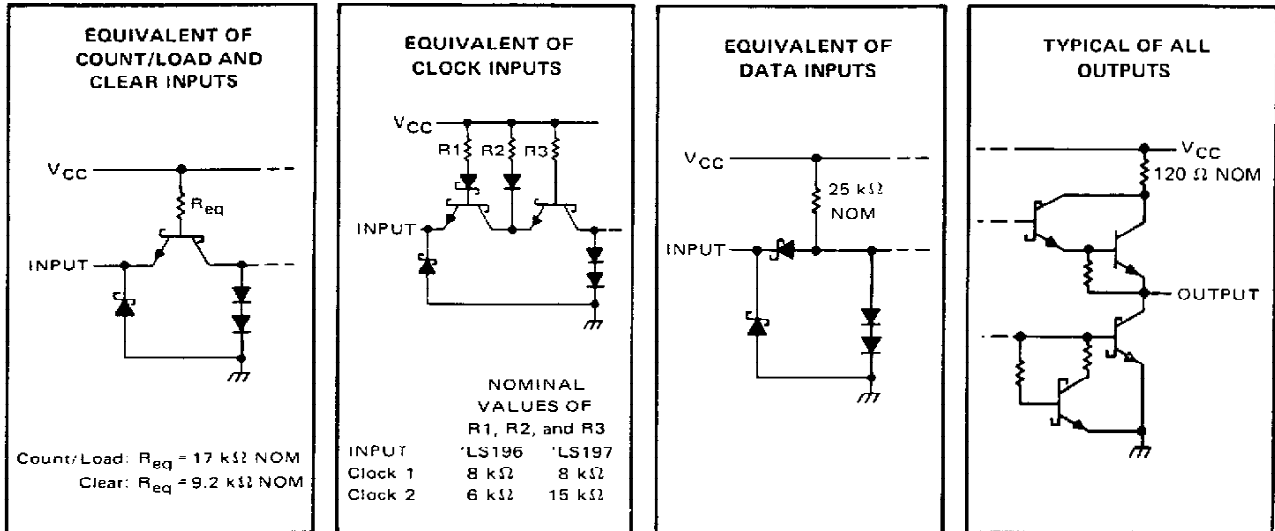 EQUIVALENT OF
COUNT/LOAD AND
CLEAR INPUTS
VCC
Req
INPUT
Count/Load: Req = 17 kΩ NOM
Clear: Req = 9.2 kΩ NOM
EQUIVALENT OF
CLOCK INPUTS
VCC
R1 R2 R3
INPUT
NOMINAL
VALUES OF
R1, R2, and R3
INPUT 'LS196 'LS197
Clock 1 8 kΩ 8 kΩ
Clock 2 6 kΩ 15 kΩ
EQUIVALENT OF
DATA INPUTS
VCC
25 kΩ
NOM
INPUT
TYPICAL OF ALL
OUTPUTS
VCC
120 Ω NOM
OUTPUT